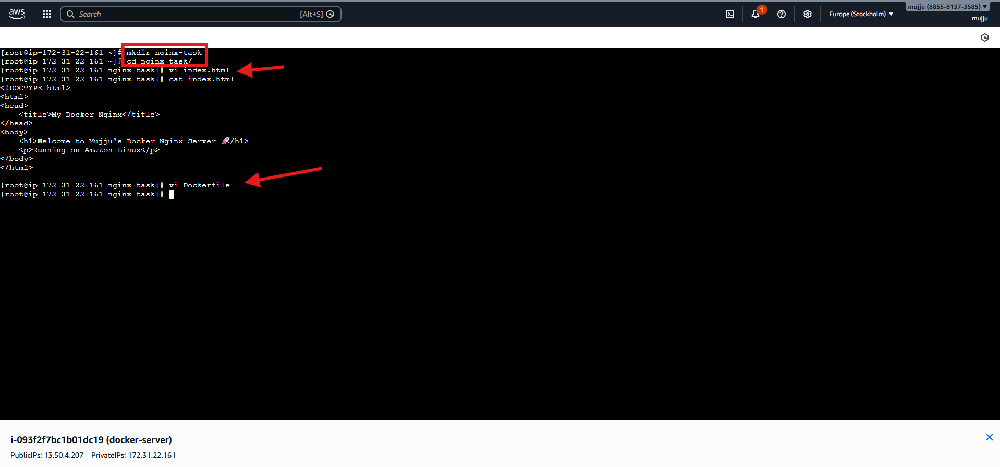 aws
Search [Alt+S]
1
Europe (Stockholm)
mujju (8855-8137-3585)
mujju
[root@ip-172-31-22-161 ~]# mkdir nginx-task
[root@ip-172-31-22-161 ~]# cd nginx-task/
[root@ip-172-31-22-161 nginx-task]# vi index.html
[root@ip-172-31-22-161 nginx-task]# cat index.html
<!DOCTYPE html>
<html>
<head>
    <title>My Docker Nginx</title>
</head>
<body>
    <h1>Welcome to Mujju's Docker Nginx Server 🚀/h1>
    <p>Running on Amazon Linux</p>
</body>
</html>
[root@ip-172-31-22-161 nginx-task]# vi Dockerfile
[root@ip-172-31-22-161 nginx-task]#
i-093f2f7bc1b01dc19 (docker-server)
PublicIPs: 13.50.4.207 PrivateIPs: 172.31.22.161